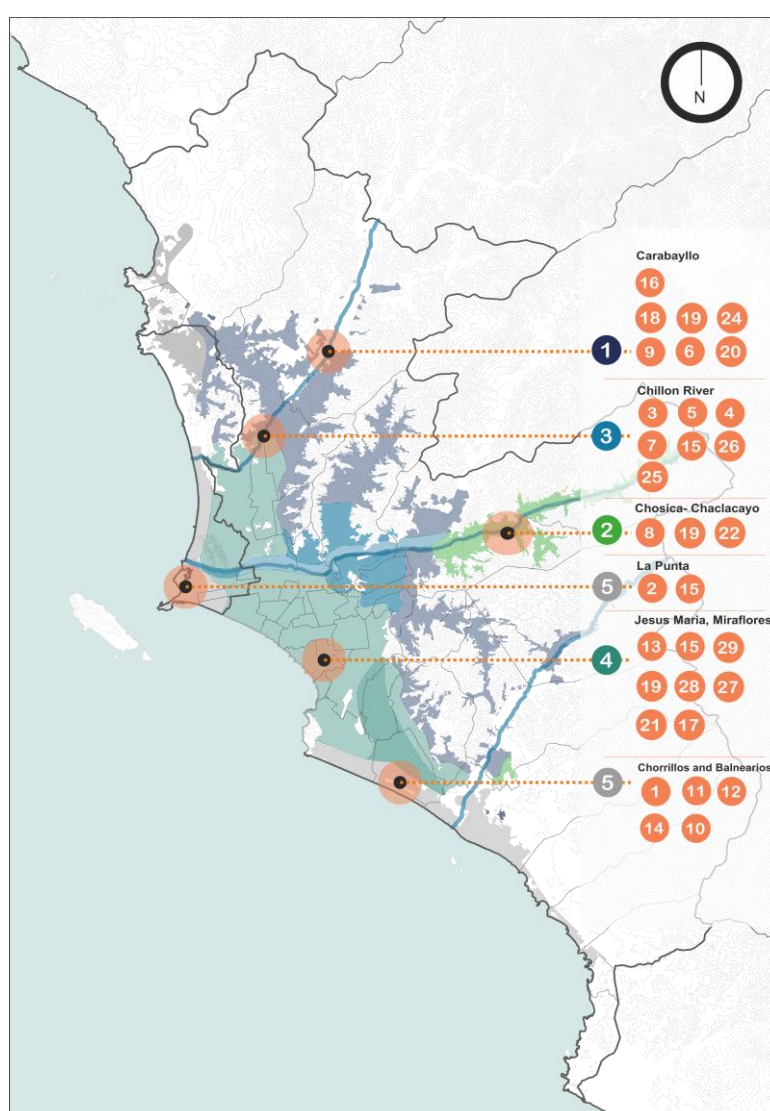 N
Carabayllo
16
18 19 24
1 9 6 20
Chillon River
3 5 4
3 7 15 26
25
Chosica- Chaclacayo
2 8 19 22
La Punta
5 2 15
Jesus Maria, Miraflores
13 15 29
4 19 28 27
21 17
Chorrillos and Balnearios
5 1 11 12
14 10